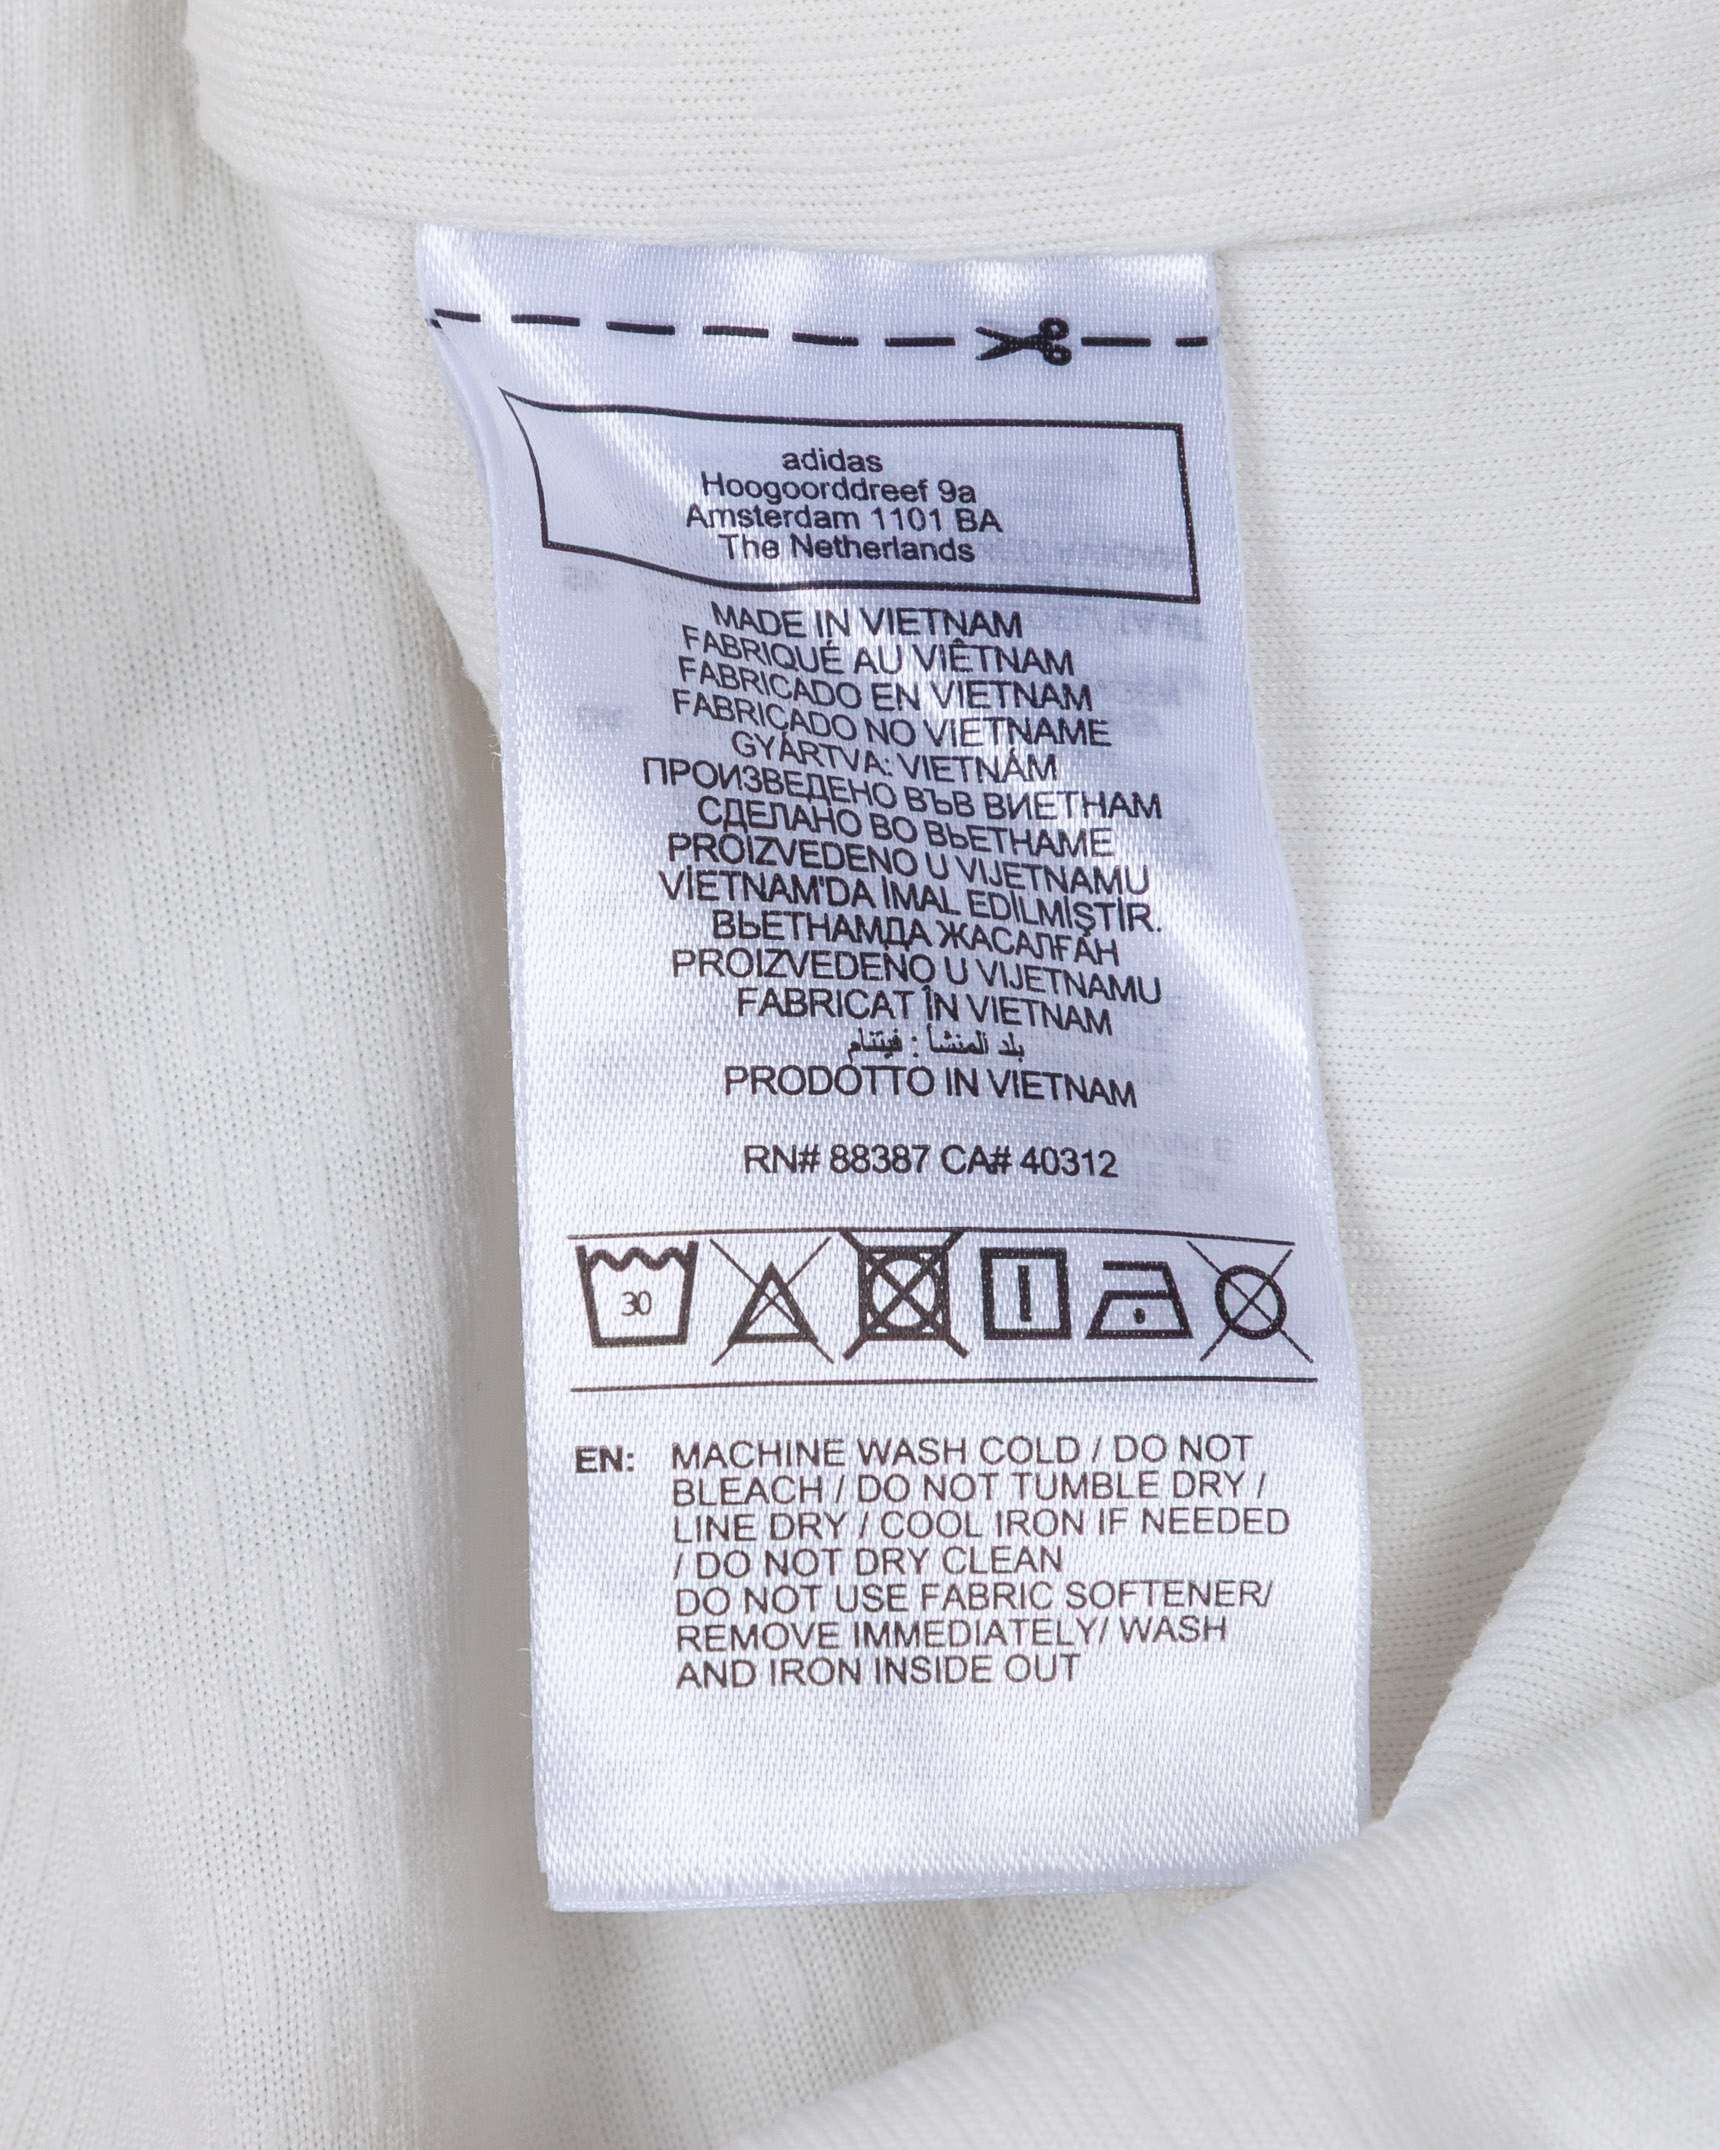 adidas
Hoogoorddreef 9a
Amsterdam 1101 BA
The Netherlands
MADE IN VIETNAM
FABRIQUÉ AU VIÊTNAM
FABRICADO EN VIETNAM
FABRICADO NO VIETNAME
GYÁRTVA: VIETNÁM
ПРОИЗВЕДЕНО ВЪВ ВИЕТНАМ
СДЕЛАНО ВО ВЬЕТНАМЕ
PROIZVEDENO U VIJETNAMU
VİETNAM'DA İMAL EDİLMİŞTİR.
ВЬЕТНАМДА ЖАСАЛҒАН
PROIZVEDENO U VIJETNAMU
FABRICAT ÎN VIETNAM
بلد المنشأ : فيتنام
PRODOTTO IN VIETNAM
RN# 88387 CA# 40312
30
EN: MACHINE WASH COLD / DO NOT
BLEACH / DO NOT TUMBLE DRY /
LINE DRY / COOL IRON IF NEEDED
/ DO NOT DRY CLEAN
DO NOT USE FABRIC SOFTENER/
REMOVE IMMEDIATELY/ WASH
AND IRON INSIDE OUT